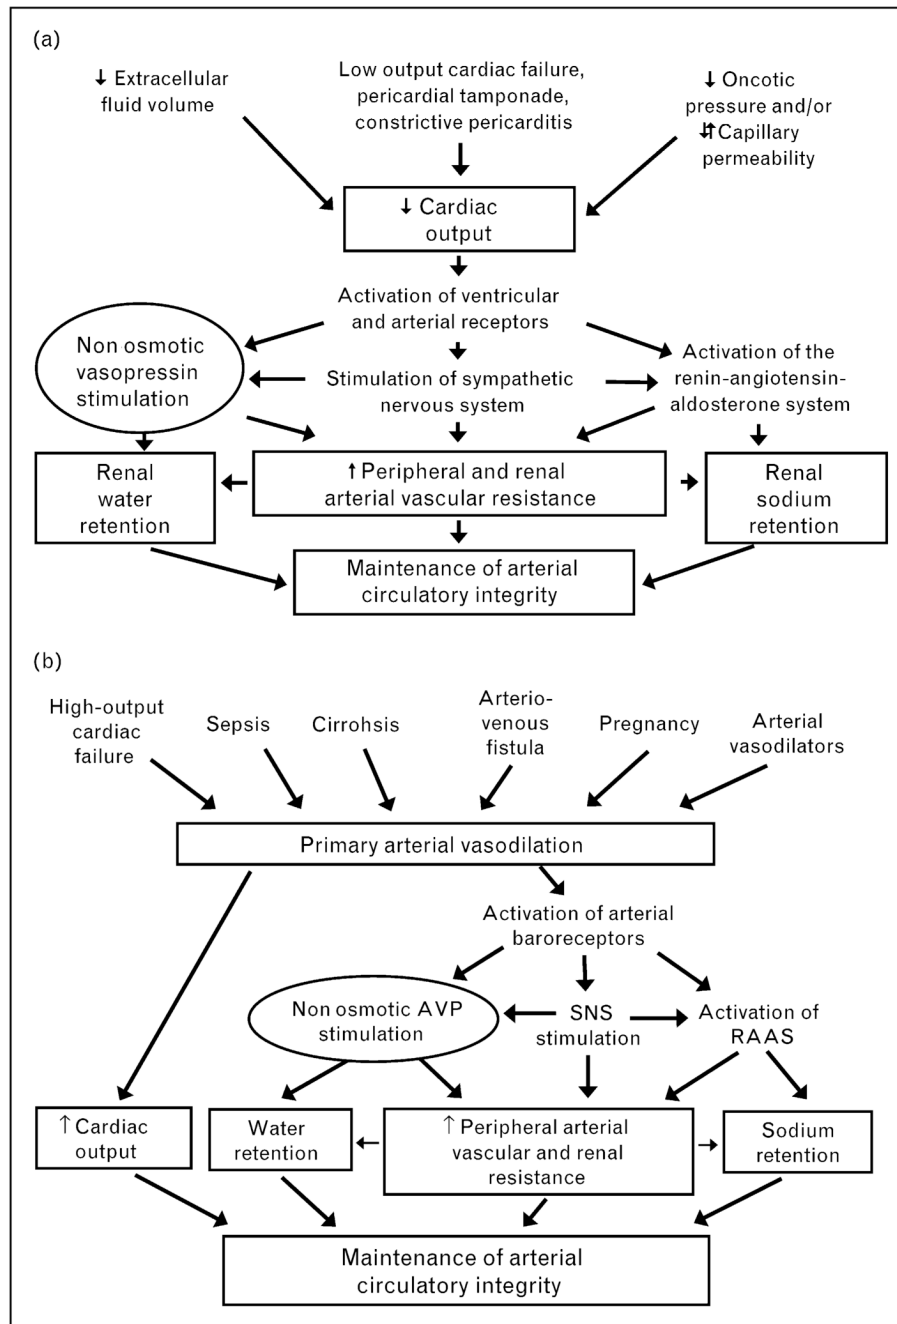 (a)
↓ Extracellular
fluid volume
Low output cardiac failure,
pericardial tamponade,
constrictive pericarditis
↓ Oncotic
pressure and/or
↓↑ Capillary
permeability
↓ Cardiac
output
Activation of ventricular
and arterial receptors
Non osmotic
vasopressin
stimulation
Stimulation of sympathetic
nervous system
Activation of the
renin-angiotensin-
aldosterone system
Renal
water
retention
↑ Peripheral and renal
arterial vascular resistance
Renal
sodium
retention
Maintenance of arterial
circulatory integrity
(b)
High-output
cardiac
failure
Sepsis
Cirrohsis
Arterio-
venous
fistula
Pregnancy
Arterial
vasodilators
Primary arterial vasodilation
Activation of arterial
baroreceptors
Non osmotic AVP
stimulation
SNS
stimulation
Activation of
RAAS
↑ Cardiac
output
Water
retention
↑ Peripheral arterial
vascular and renal
resistance
Sodium
retention
Maintenance of arterial
circulatory integrity